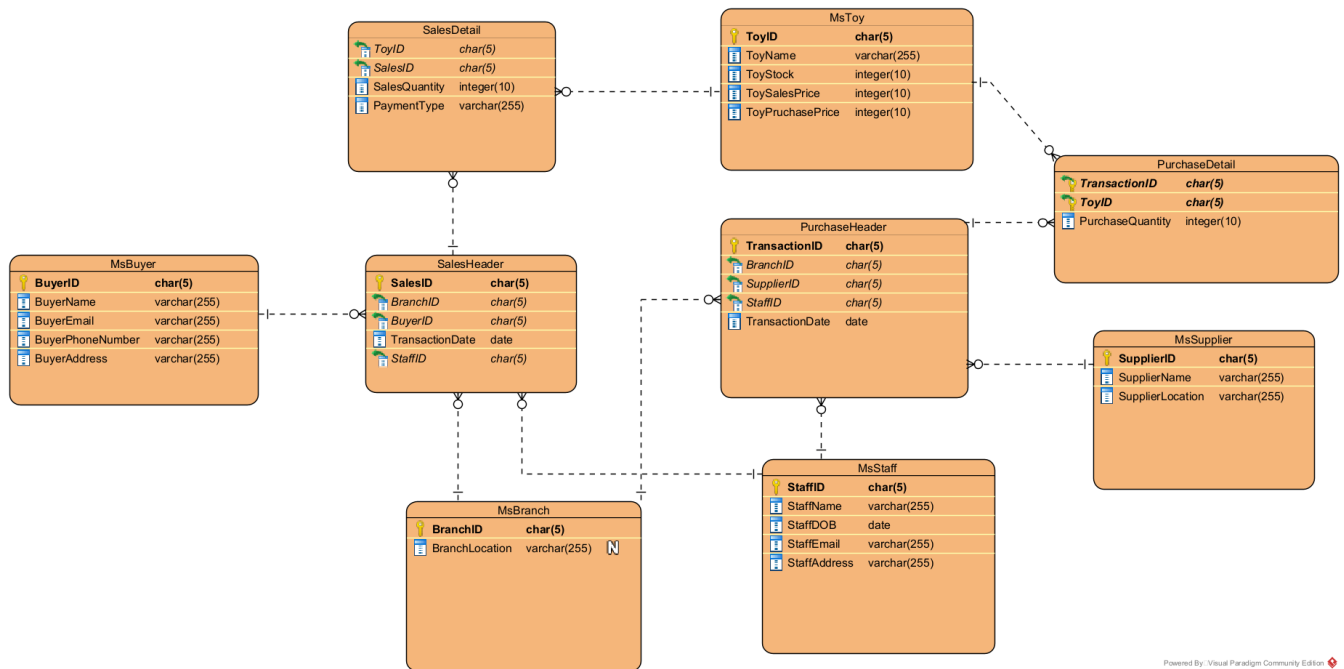 SalesDetail
ToyID char(5)
SalesID char(5)
SalesQuantity integer(10)
PaymentType varchar(255)
MsToy
ToyID char(5)
ToyName varchar(255)
ToyStock integer(10)
ToySalesPrice integer(10)
ToyPruchasePrice integer(10)
PurchaseDetail
TransactionID char(5)
ToyID char(5)
PurchaseQuantity integer(10)
MsBuyer
BuyerID char(5)
BuyerName varchar(255)
BuyerEmail varchar(255)
BuyerPhoneNumber varchar(255)
BuyerAddress varchar(255)
SalesHeader
SalesID char(5)
BranchID char(5)
BuyerID char(5)
TransactionDate date
StaffID char(5)
PurchaseHeader
TransactionID char(5)
BranchID char(5)
SupplierID char(5)
StaffID char(5)
TransactionDate date
MsSupplier
SupplierID char(5)
SupplierName varchar(255)
SupplierLocation varchar(255)
MsBranch
BranchID char(5)
BranchLocation varchar(255) N
MsStaff
StaffID char(5)
StaffName varchar(255)
StaffDOB date
StaffEmail varchar(255)
StaffAddress varchar(255)
Powered By: Visual Paradigm Community Edition